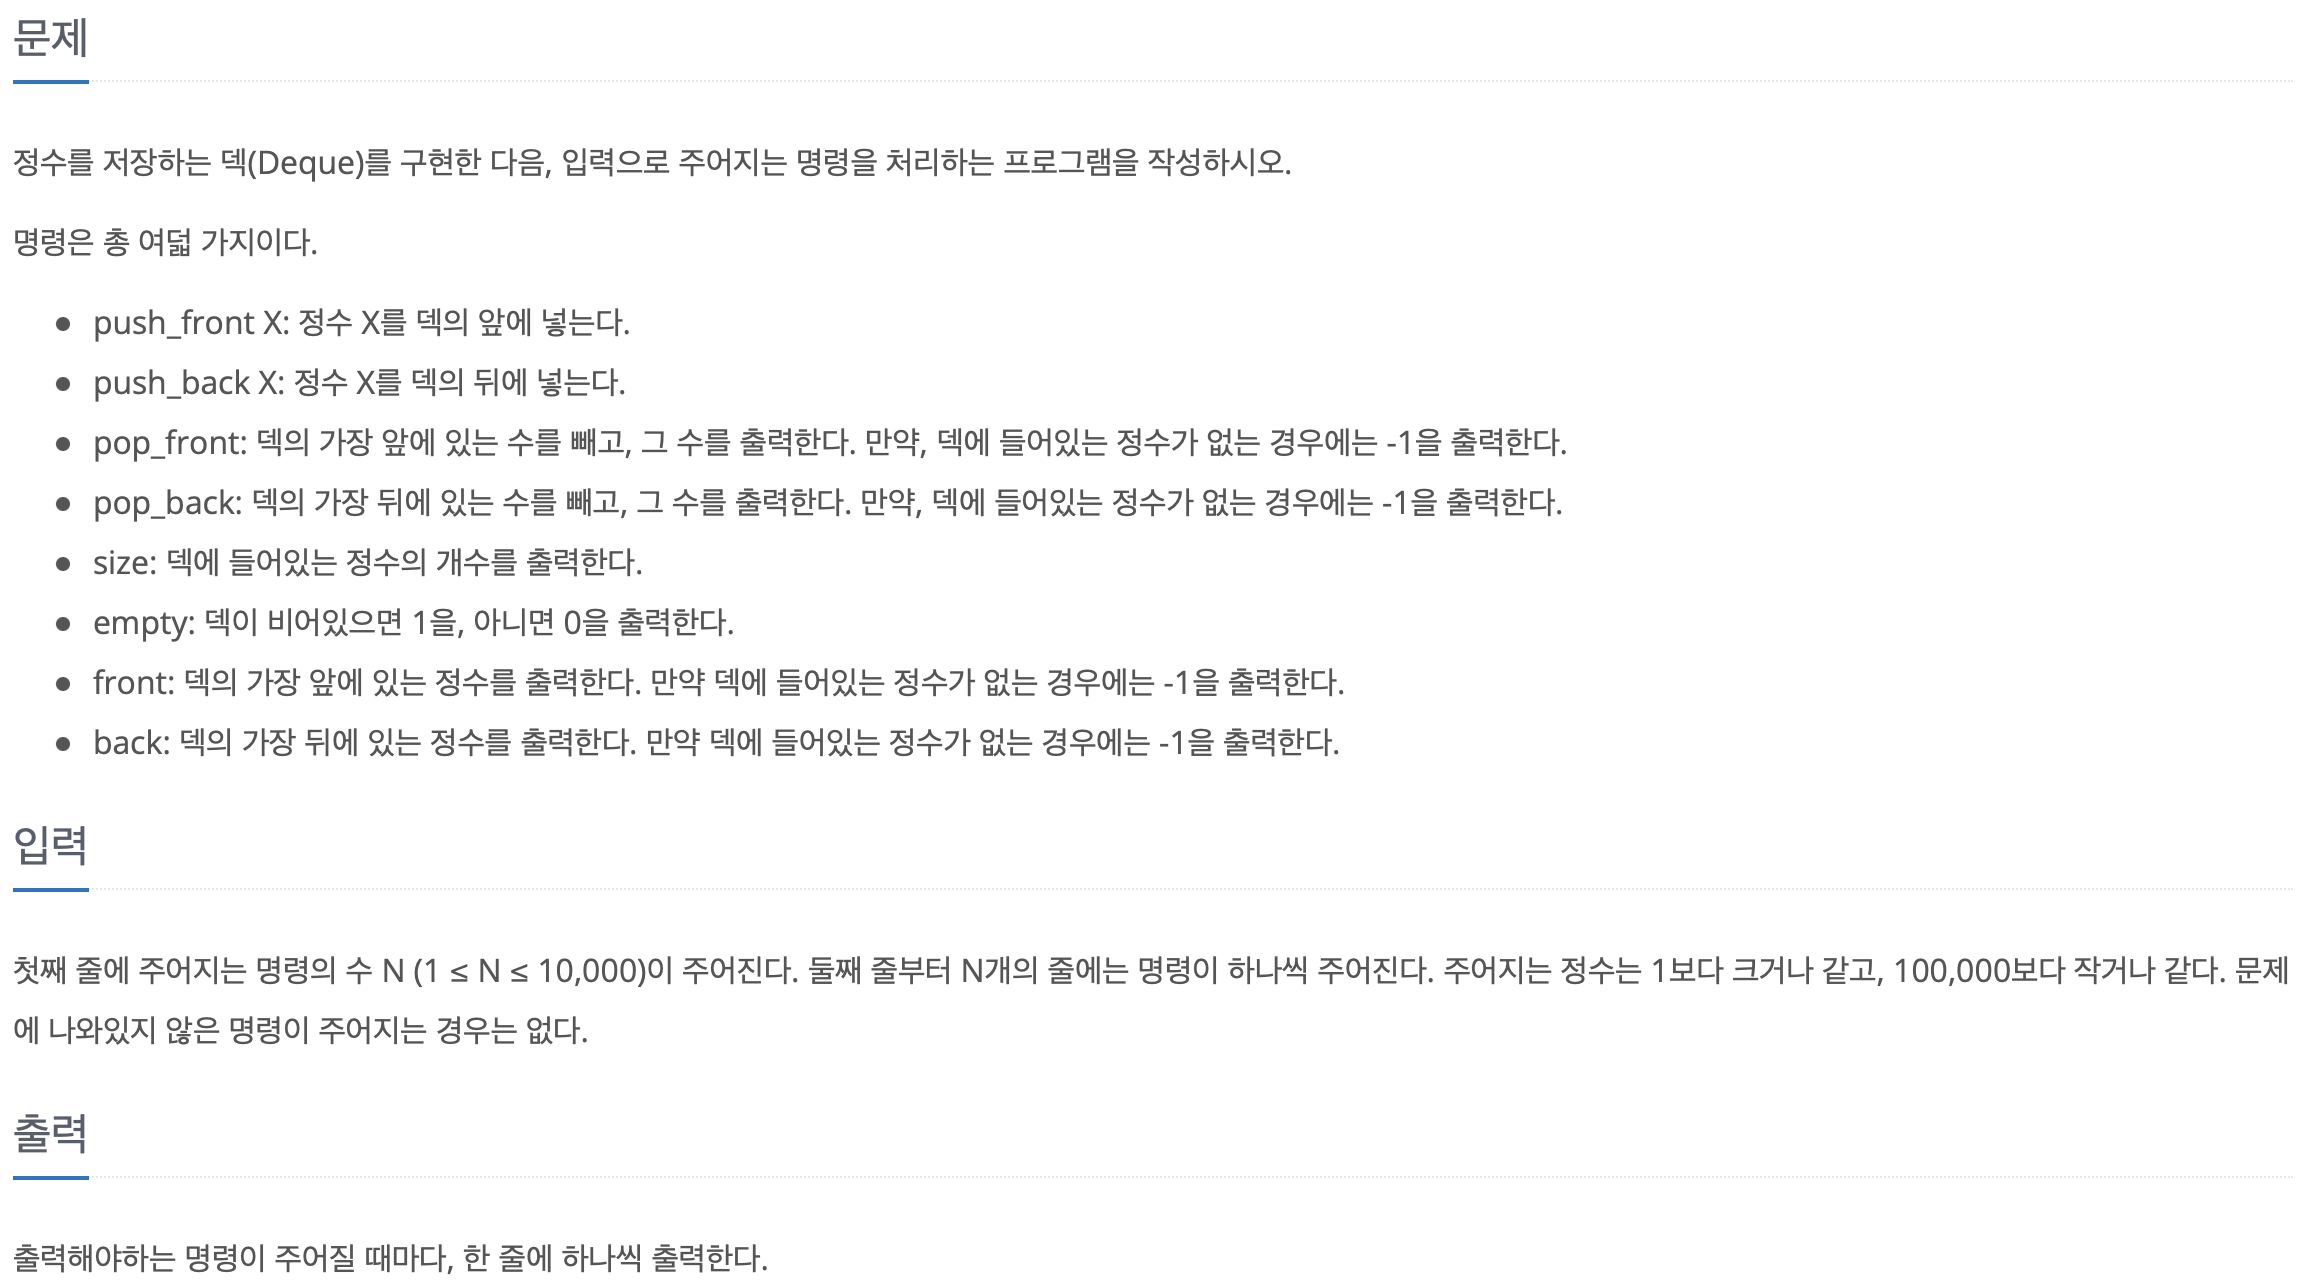 문제
정수를 저장하는 덱(Deque)를 구현한 다음, 입력으로 주어지는 명령을 처리하는 프로그램을 작성하시오.
명령은 총 여덟 가지이다.
● push_front X: 정수 X를 덱의 앞에 넣는다.
● push_back X: 정수 X를 덱의 뒤에 넣는다.
● pop_front: 덱의 가장 앞에 있는 수를 빼고, 그 수를 출력한다. 만약, 덱에 들어있는 정수가 없는 경우에는 -1을 출력한다.
● pop_back: 덱의 가장 뒤에 있는 수를 빼고, 그 수를 출력한다. 만약, 덱에 들어있는 정수가 없는 경우에는 -1을 출력한다.
● size: 덱에 들어있는 정수의 개수를 출력한다.
● empty: 덱이 비어있으면 1을, 아니면 0을 출력한다.
● front: 덱의 가장 앞에 있는 정수를 출력한다. 만약 덱에 들어있는 정수가 없는 경우에는 -1을 출력한다.
● back: 덱의 가장 뒤에 있는 정수를 출력한다. 만약 덱에 들어있는 정수가 없는 경우에는 -1을 출력한다.
입력
첫째 줄에 주어지는 명령의 수 N (1 ≤ N ≤ 10,000)이 주어진다. 둘째 줄부터 N개의 줄에는 명령이 하나씩 주어진다. 주어지는 정수는 1보다 크거나 같고, 100,000보다 작거나 같다. 문제
에 나와있지 않은 명령이 주어지는 경우는 없다.
출력
출력해야하는 명령이 주어질 때마다, 한 줄에 하나씩 출력한다.